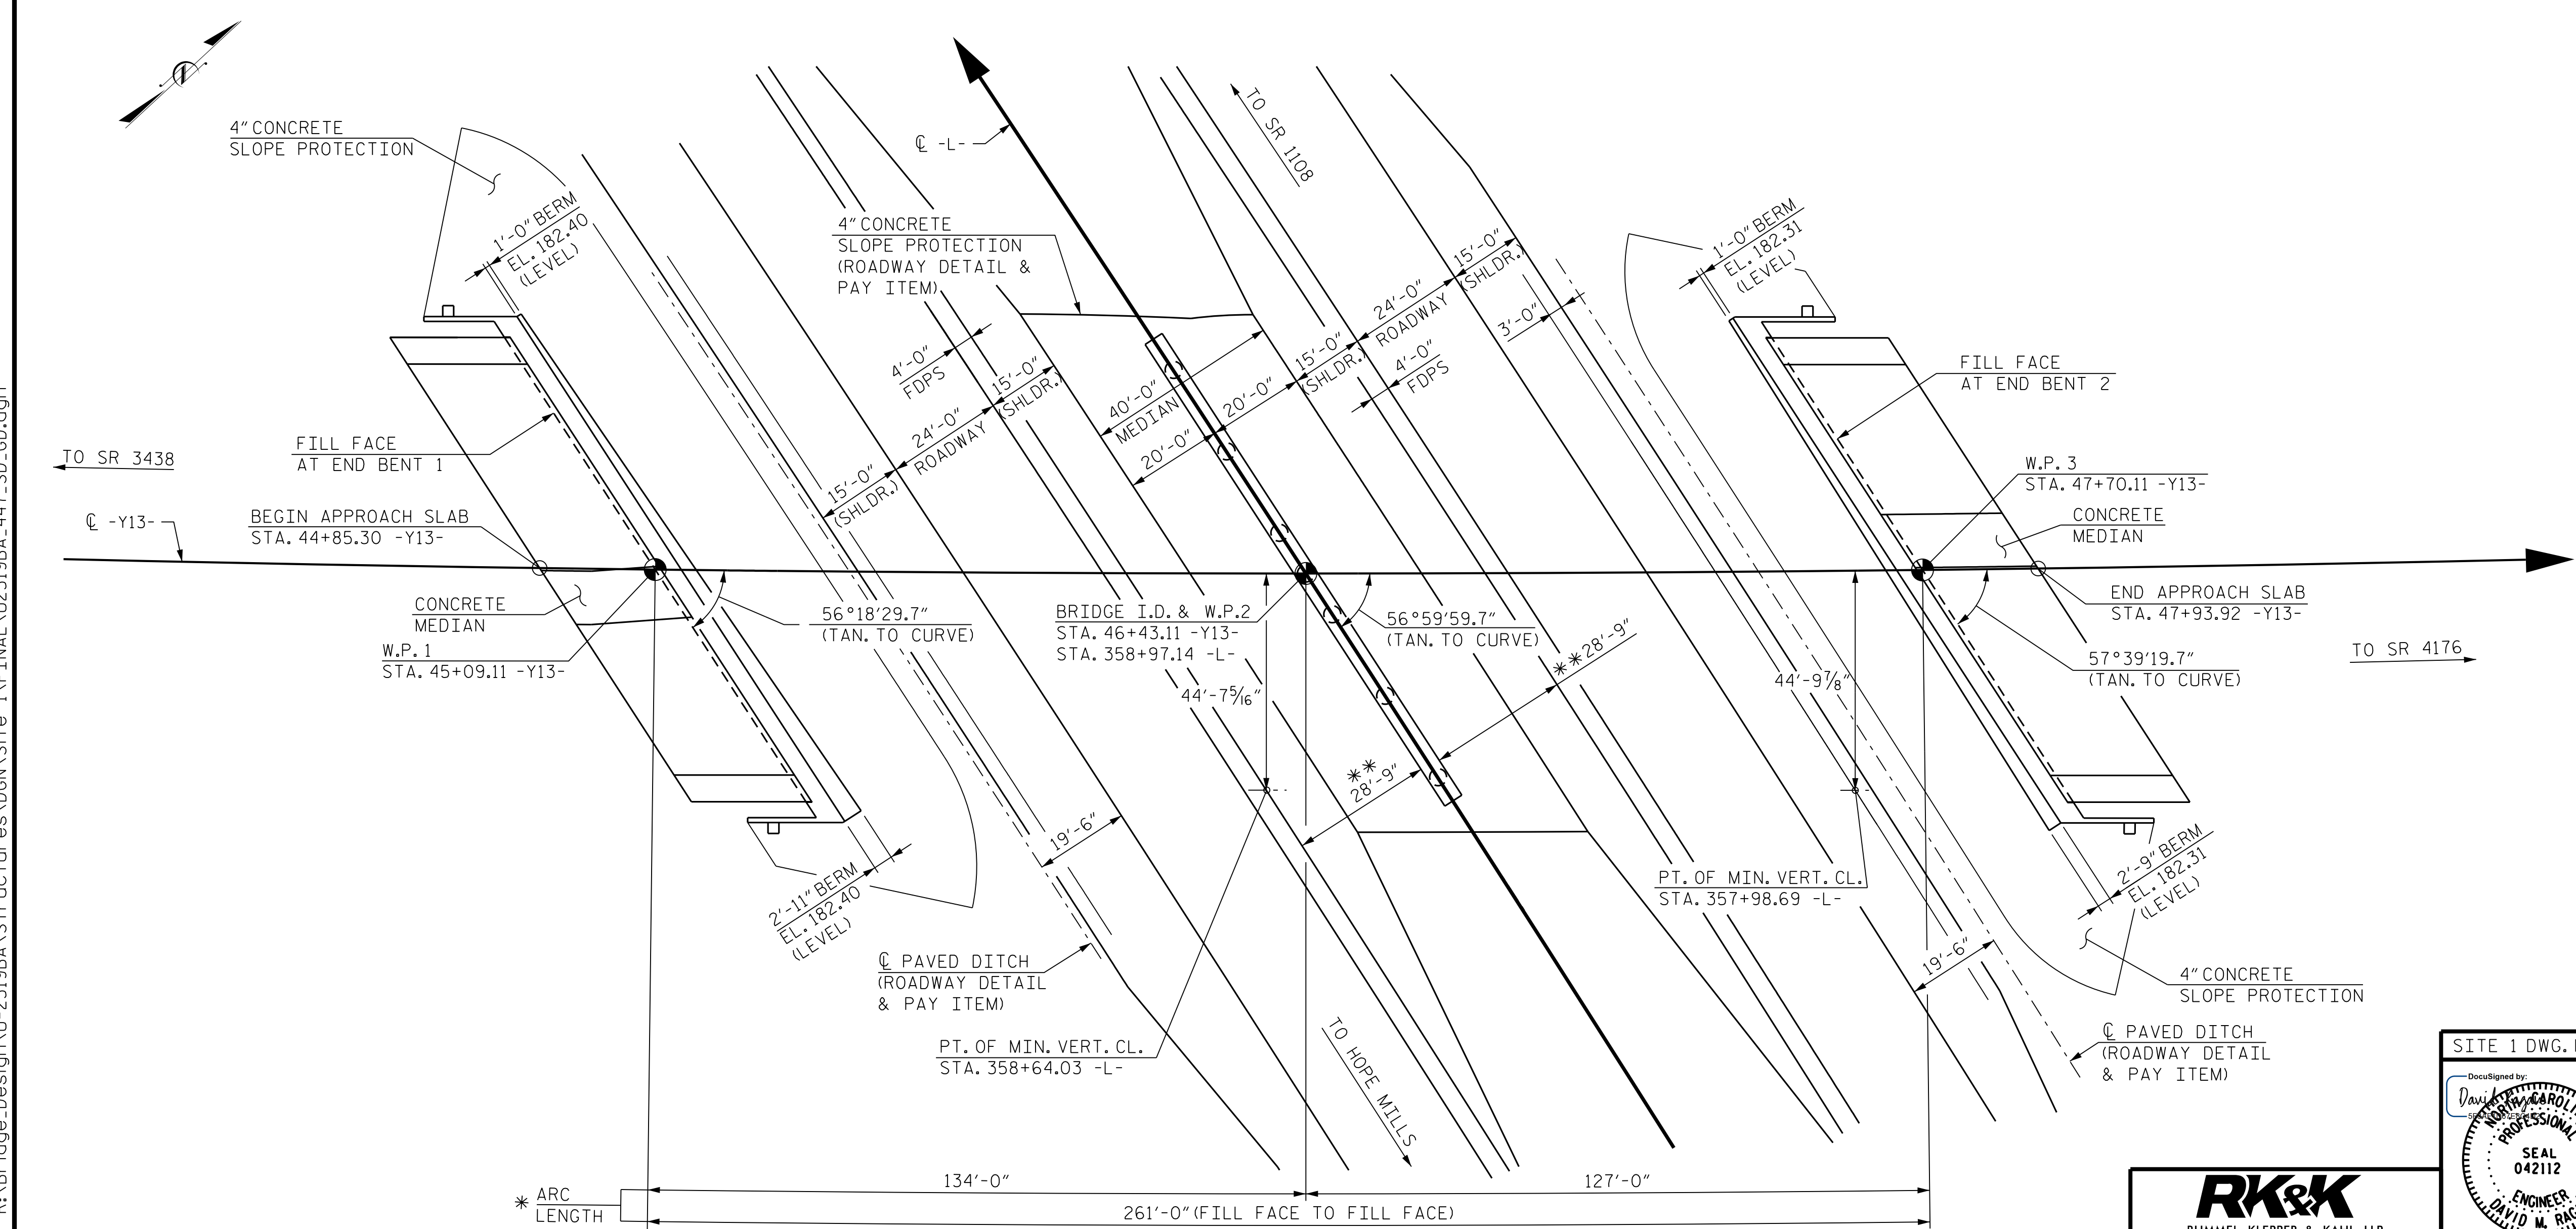 4" CONCRETE
SLOPE PROTECTION
1'-0" BERM
EL. 182.40
(LEVEL)
℄ -L-
TO SR 1108
4" CONCRETE
SLOPE PROTECTION
(ROADWAY DETAIL &
PAY ITEM)
1'-0" BERM
EL. 182.31
(LEVEL)
15'-0"
(SHLDR.)
24'-0"
ROADWAY
15'-0"
(SHLDR.)
20'-0"
4'-0"
FDPS
3'-0"
4'-0"
FDPS
15'-0"
(SHLDR.)
24'-0"
ROADWAY
15'-0"
(SHLDR.)
40'-0"
MEDIAN
20'-0"
FILL FACE
AT END BENT 2
FILL FACE
AT END BENT 1
TO SR 3438
℄ -Y13-
BEGIN APPROACH SLAB
STA. 44+85.30 -Y13-
W.P. 3
STA. 47+70.11 -Y13-
CONCRETE
MEDIAN
CONCRETE
MEDIAN
W.P. 1
STA. 45+09.11 -Y13-
56°18'29.7"
(TAN. TO CURVE)
BRIDGE I.D. & W.P.2
STA. 46+43.11 -Y13-
STA. 358+97.14 -L-
56°59'59.7"
(TAN. TO CURVE)
END APPROACH SLAB
STA. 47+93.92 -Y13-
57°39'19.7"
(TAN. TO CURVE)
TO SR 4176
44'-7 5/16"
**28'-9"
44'-9 7/8"
**
28'-9"
19'-6"
2'-11" BERM
EL. 182.40
(LEVEL)
PT. OF MIN. VERT. CL.
STA. 357+98.69 -L-
2'-9" BERM
EL. 182.31
(LEVEL)
℄ PAVED DITCH
(ROADWAY DETAIL
& PAY ITEM)
19'-6"
4" CONCRETE
SLOPE PROTECTION
PT. OF MIN. VERT. CL.
STA. 358+64.03 -L-
TO HOPE MILLS
℄ PAVED DITCH
(ROADWAY DETAIL
& PAY ITEM)
* ARC
LENGTH
134'-0"
127'-0"
261'-0" (FILL FACE TO FILL FACE)
SITE 1 DWG.
DocuSigned by:
NORTH CAROLIN
PROFESSIONAL
SEAL
042112
ENGINEER
DAVID M.
RK&K